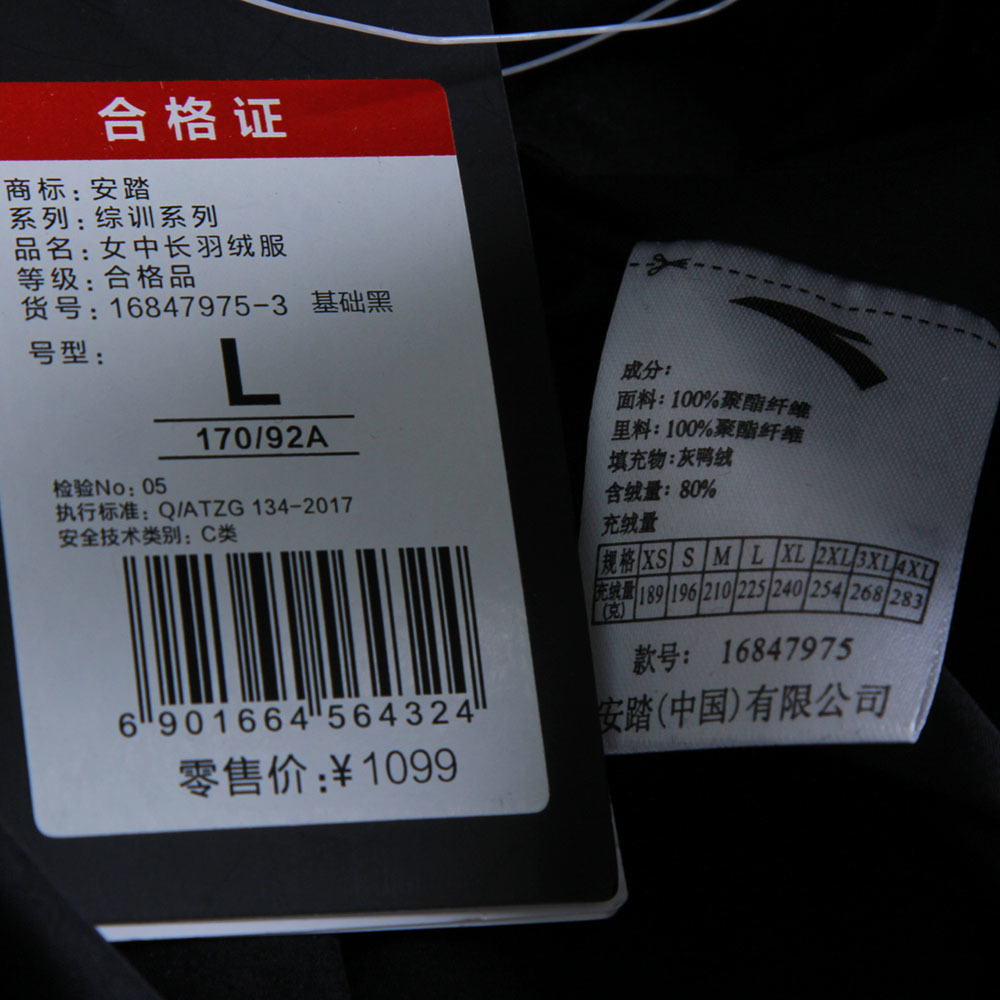 合格证
商标：安踏
系列：综训系列
品名：女中长羽绒服
等级：合格品
货号：16847975-3 基础黑
号型：L
170/92A
检验No：05
执行标准：Q/ATZG 134-2017
安全技术类别：C类
6 901664 564324
零售价：¥1099
成分：
面料：100%聚酯纤维
里料：100%聚酯纤维
填充物：灰鸭绒
含绒量：80%
充绒量
规格 XS S M L XL 2XL 3XL 4XL
充绒量(克) 189 196 210 225 240 254 268 283
款号： 16847975
安踏(中国)有限公司